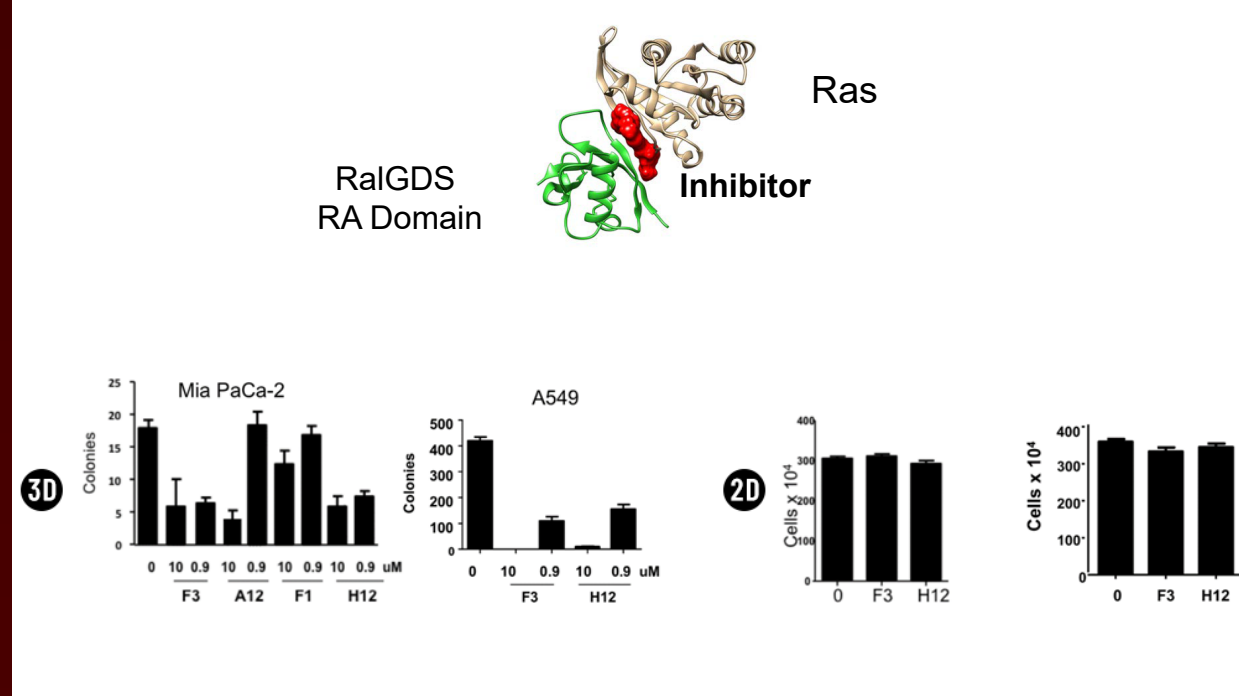 Ras
RalGDS
RA Domain
Inhibitor
3D
Mia PaCa-2
Colonies
25
20
15
10
5
0
0 10 0.9 10 0.9 10 0.9 10 0.9 uM
F3 A12 F1 H12
A549
Colonies
500
400
300
200
100
0
0 10 0.9 10 0.9 uM
F3 H12
2D
Cells x 10⁴
400
300
200
100
0
0 F3 H12
Cells x 10⁴
400
300
200
100
0
0 F3 H12